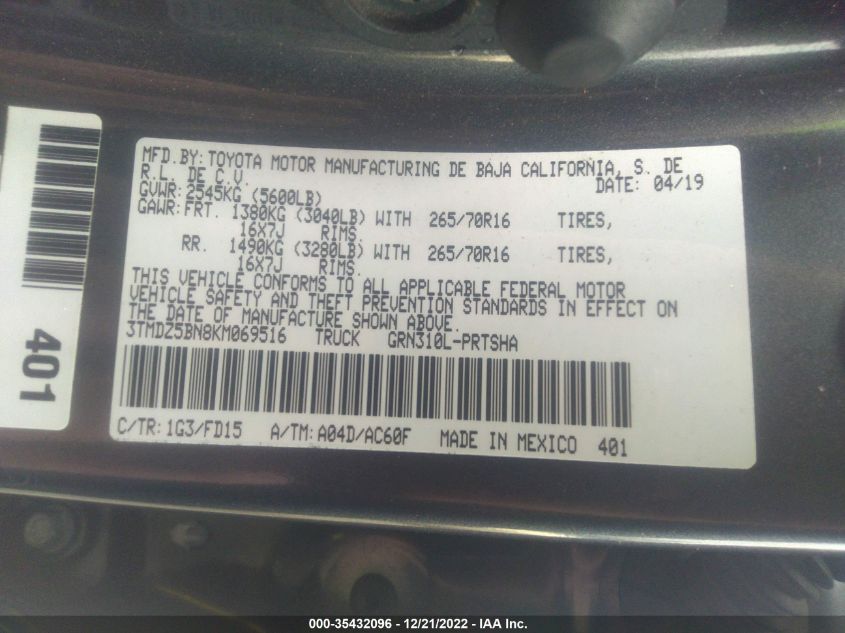 MFD. BY: TOYOTA MOTOR MANUFACTURING DE BAJA CALIFORNIA, S. DE
R.L. DE C.V. DATE: 04/19
GVWR: 2545KG (5600LB)
GAWR: FRT. 1380KG (3040LB) WITH 265/70R16 TIRES,
16X7J RIMS.
RR. 1490KG (3280LB) WITH 265/70R16 TIRES,
16X7J RIMS.
THIS VEHICLE CONFORMS TO ALL APPLICABLE FEDERAL MOTOR
VEHICLE SAFETY AND THEFT PREVENTION STANDARDS IN EFFECT ON
THE DATE OF MANUFACTURE SHOWN ABOVE.
3TMDZ5BN8KM069516 TRUCK GRN310L-PRTSHA
C/TR: 1G3/FD15 A/TM: A04D/AC60F MADE IN MEXICO 401
401
000-35432096 - 12/21/2022 - IAA Inc.